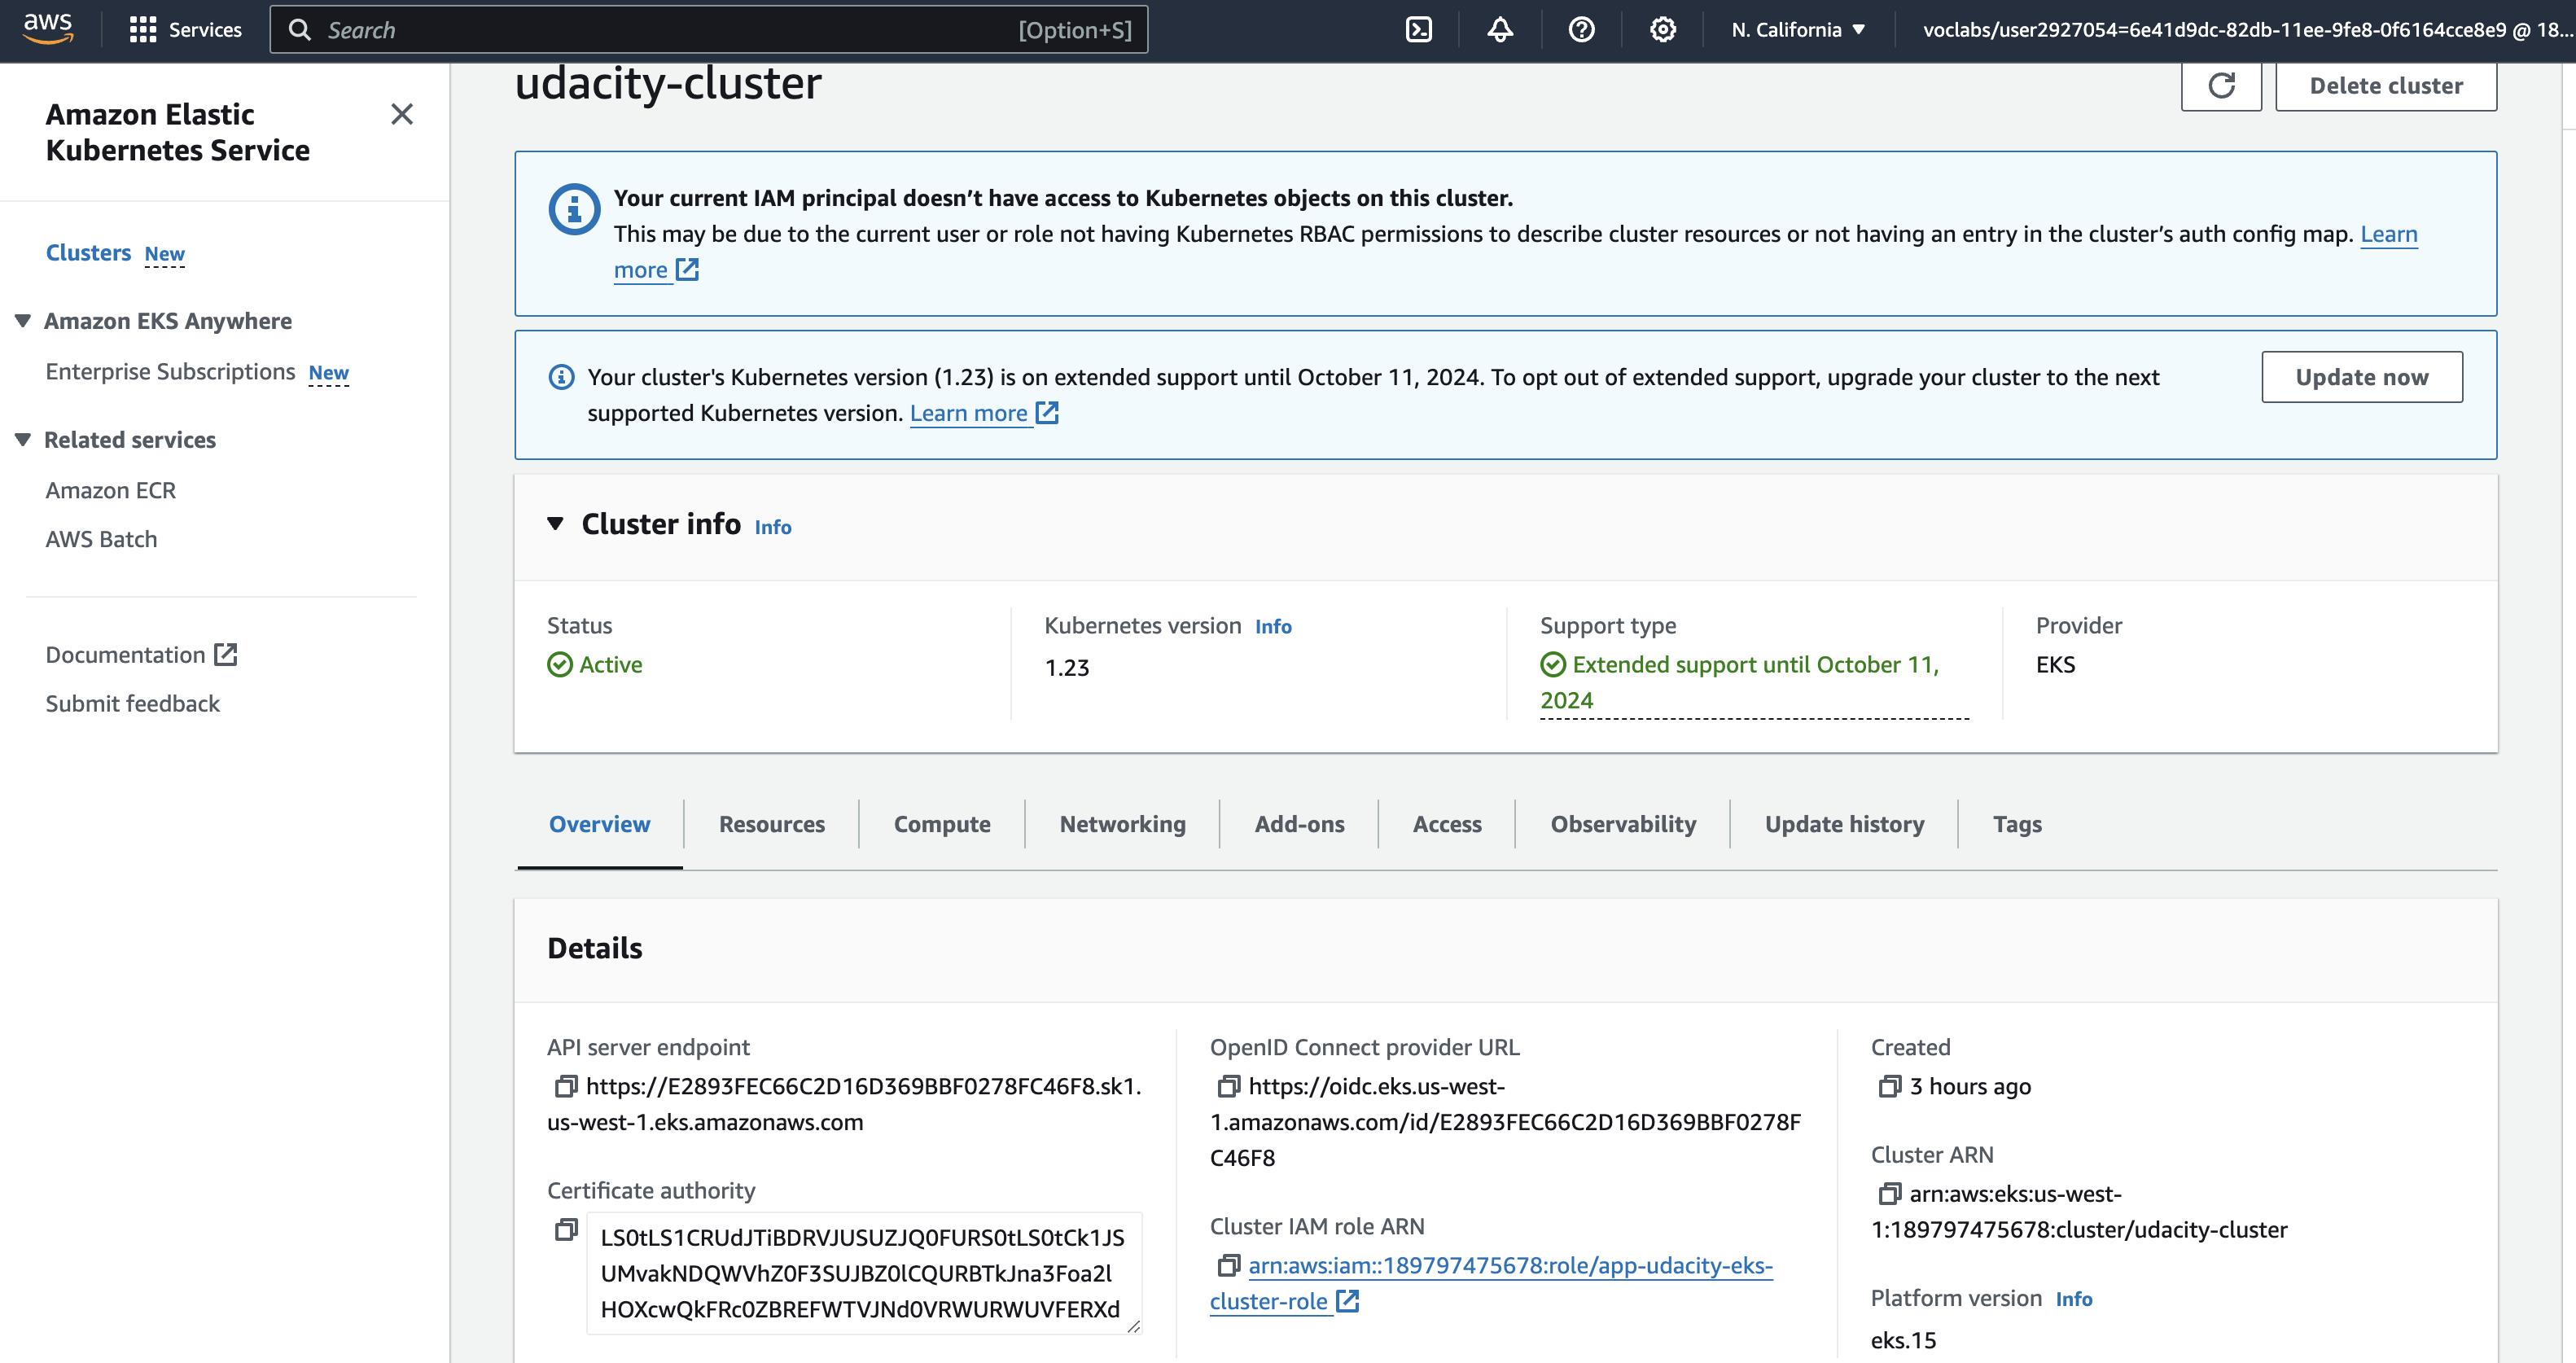 aws
Services
Search
[Option+S]
N. California
voclabs/user2927054=6e41d9dc-82db-11ee-9fe8-0f6164cce8e9 @ 18...
Amazon Elastic
Kubernetes Service
Clusters New
Amazon EKS Anywhere
Enterprise Subscriptions New
Related services
Amazon ECR
AWS Batch
Documentation
Submit feedback
udacity-cluster
Delete cluster
Your current IAM principal doesn’t have access to Kubernetes objects on this cluster.
This may be due to the current user or role not having Kubernetes RBAC permissions to describe cluster resources or not having an entry in the cluster’s auth config map. Learn
more
Your cluster's Kubernetes version (1.23) is on extended support until October 11, 2024. To opt out of extended support, upgrade your cluster to the next
supported Kubernetes version. Learn more
Update now
Cluster info Info
Status
Active
Kubernetes version Info
1.23
Support type
Extended support until October 11,
2024
Provider
EKS
Overview
Resources
Compute
Networking
Add-ons
Access
Observability
Update history
Tags
Details
API server endpoint
https://E2893FEC66C2D16D369BBF0278FC46F8.sk1.
us-west-1.eks.amazonaws.com
Certificate authority
LS0tLS1CRUdJTiBDRVJUSUZJQ0FURS0tLS0tCk1JS
UMvakNDQWVhZ0F3SUJBZ0lCQURBTkJna3Foa2l
HOXcwQkFRc0ZBREFWTVJNd0VRWURWUVFERXd
OpenID Connect provider URL
https://oidc.eks.us-west-
1.amazonaws.com/id/E2893FEC66C2D16D369BBF0278F
C46F8
Cluster IAM role ARN
arn:aws:iam::189797475678:role/app-udacity-eks-
cluster-role
Created
3 hours ago
Cluster ARN
arn:aws:eks:us-west-
1:189797475678:cluster/udacity-cluster
Platform version Info
eks.15